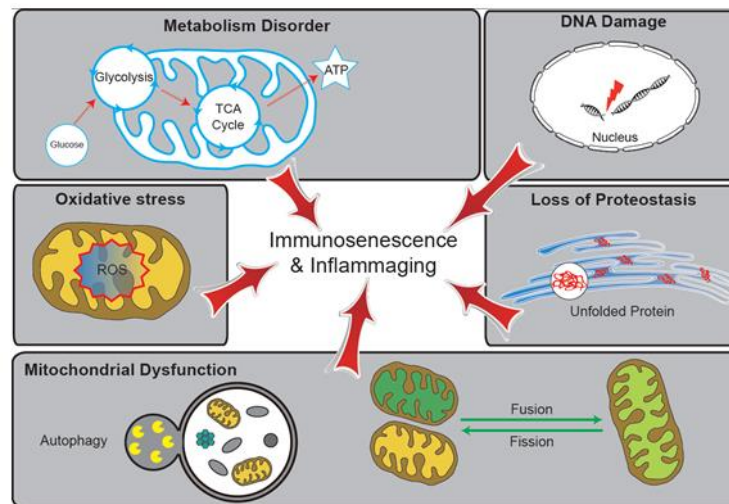 Metabolism Disorder
Glycolysis
ATP
TCA
Cycle
Glucose
DNA Damage
Nucleus
Oxidative stress
ROS
Immunosenescence
& Inflammaging
Loss of Proteostasis
Unfolded Protein
Mitochondrial Dysfunction
Autophagy
Fusion
Fission